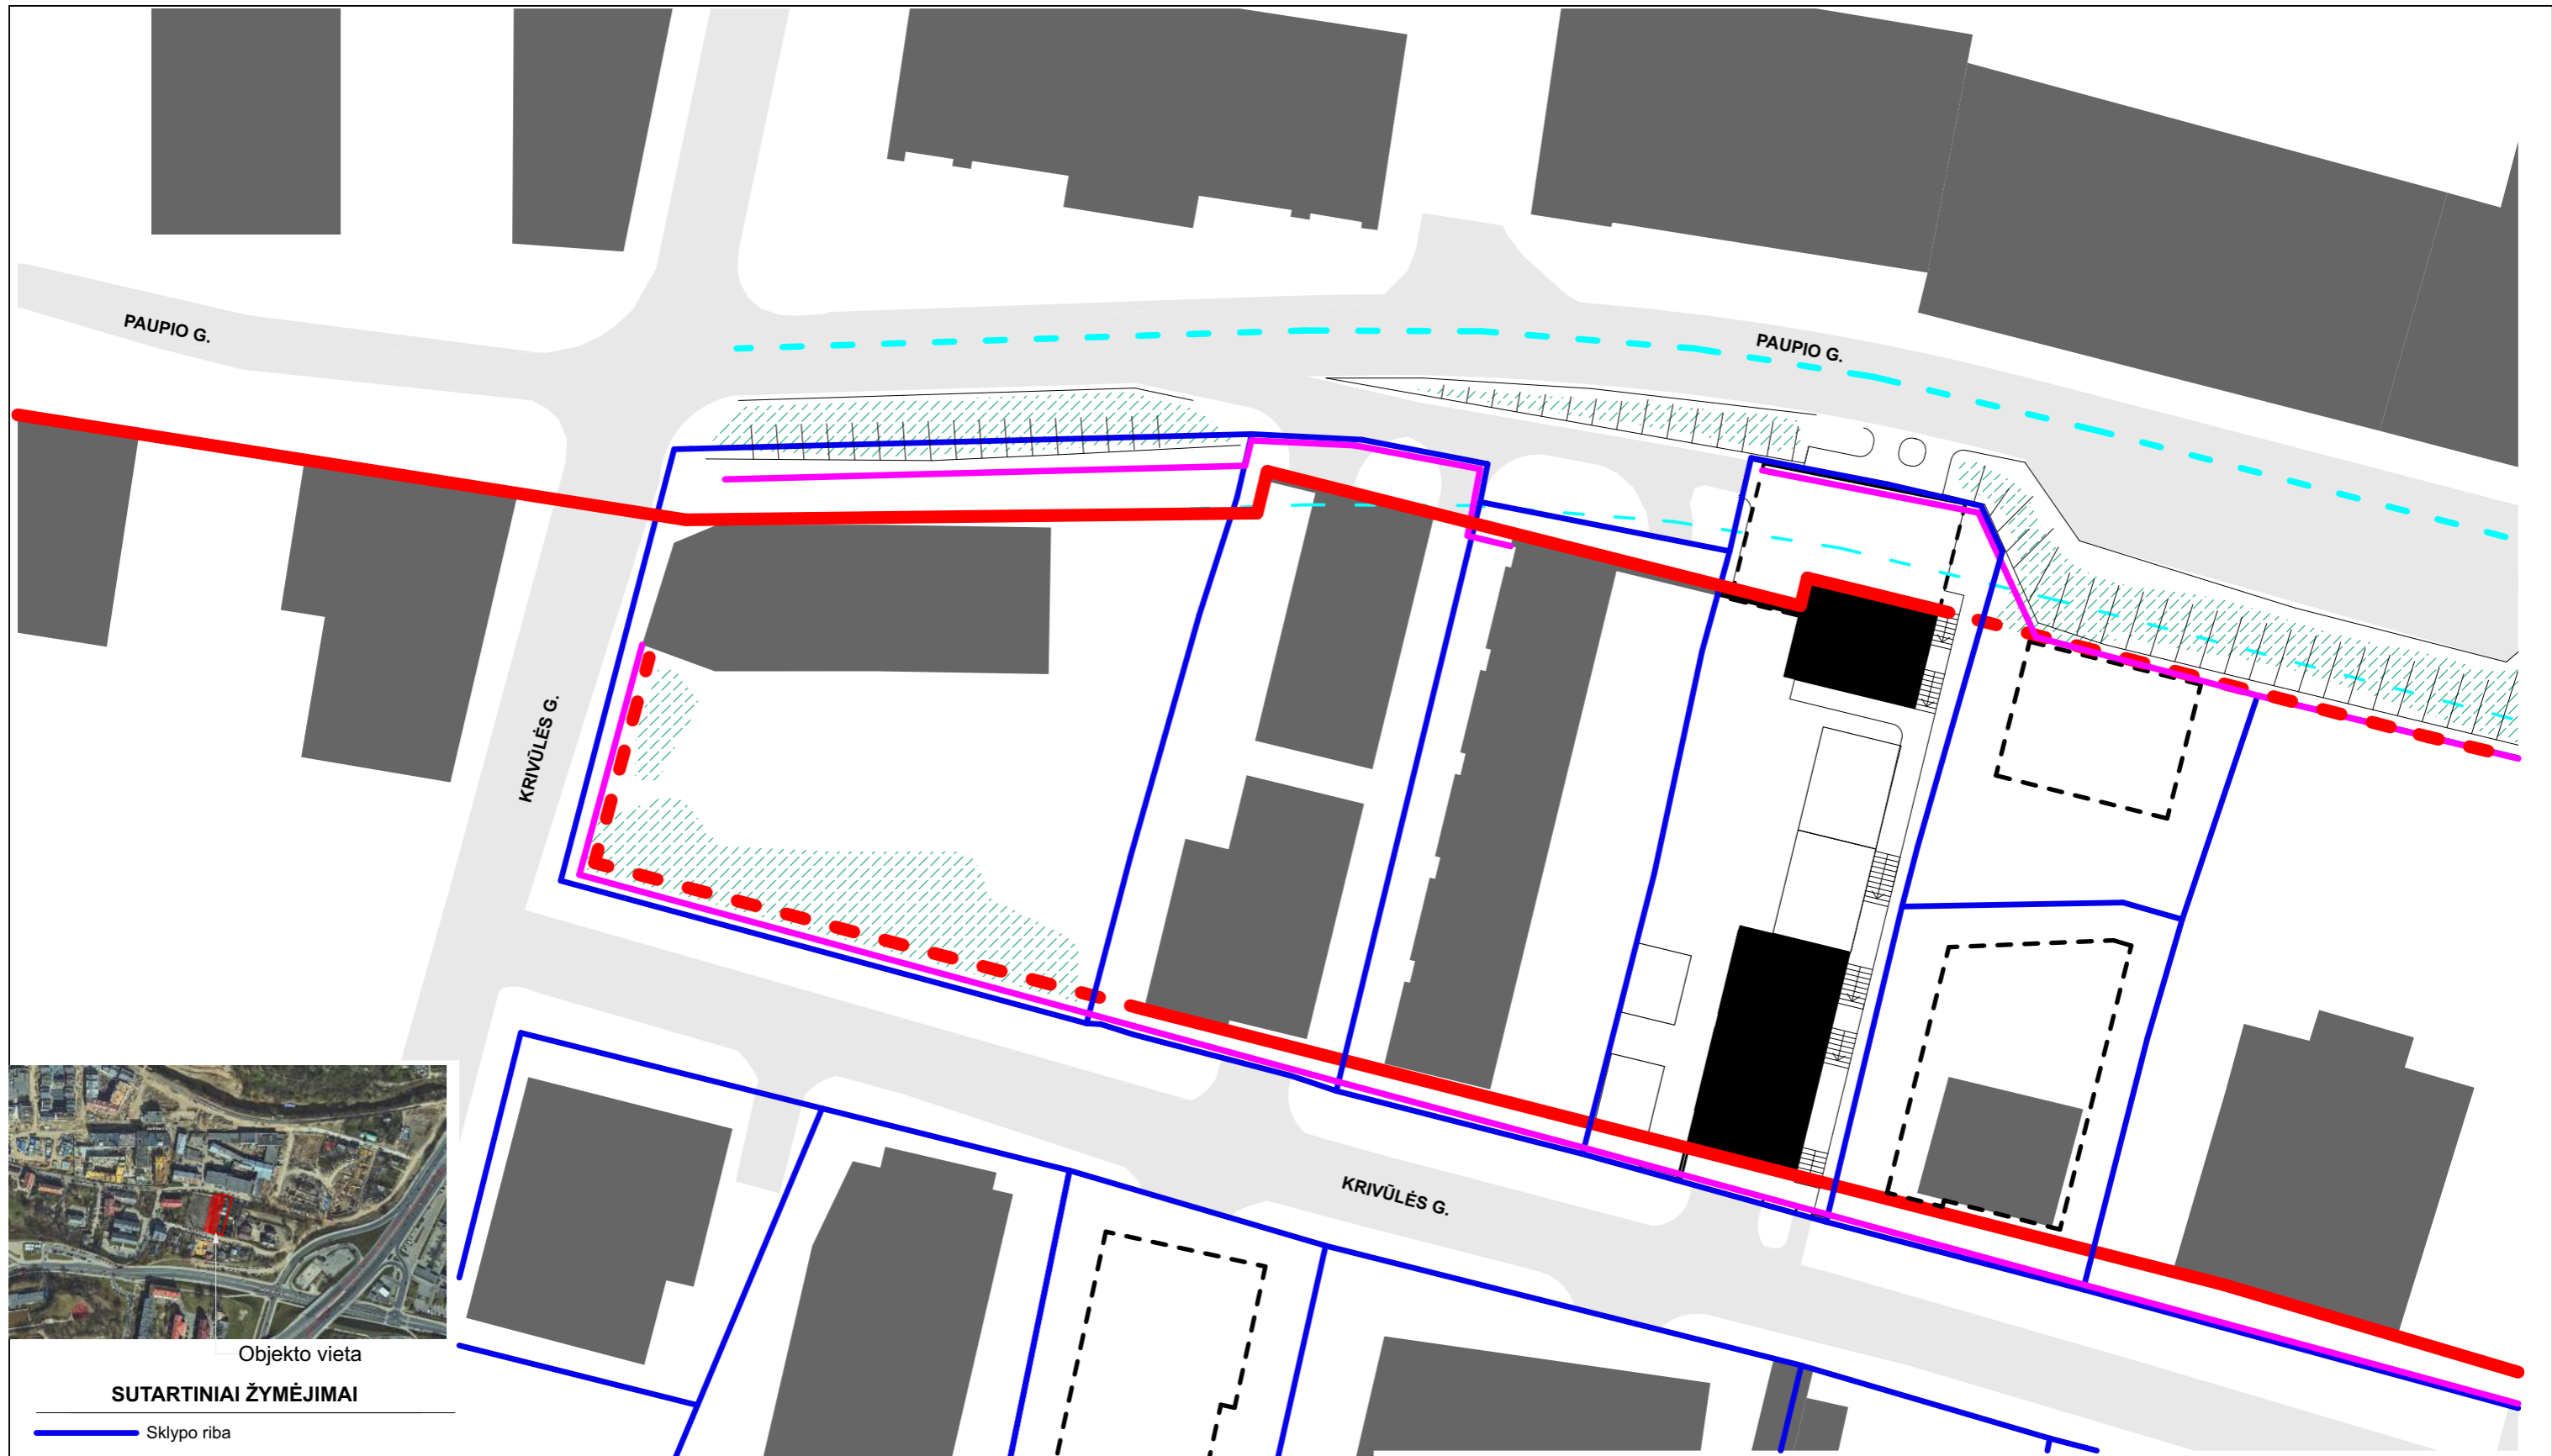 PAUPIO G.
PAUPIO G.
KRIVŪLĖS G.
KRIVŪLĖS G.
Objekto vieta
SUTARTINIAI ŽYMĖJIMAI
Sklypo riba